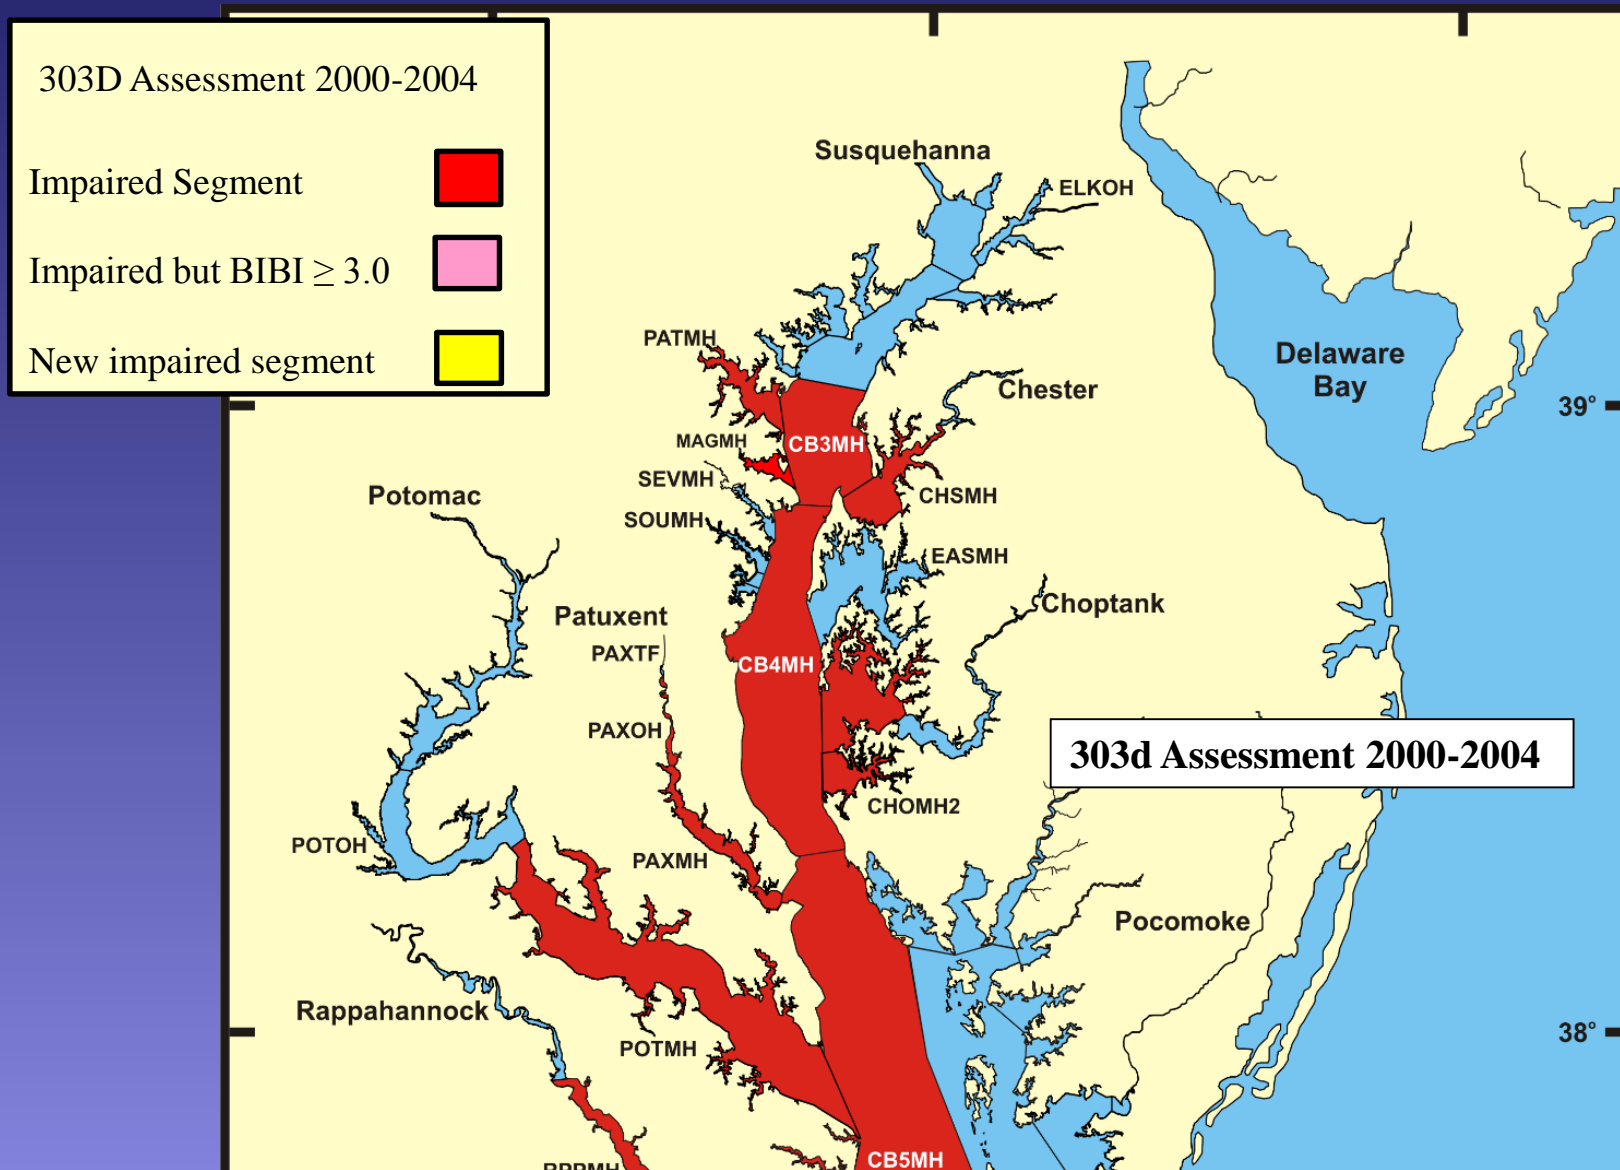 303D Assessment 2000-2004
Impaired Segment
Impaired but BIBI ≥ 3.0
New impaired segment
Susquehanna
ELKOH
PATMH
Delaware
Bay
Chester
39°
MAGMH
CB3MH
SEVMH
Potomac
CHSMH
SOUMH
EASMH
Choptank
Patuxent
PAXTF
CB4MH
PAXOH
303d Assessment 2000-2004
CHOMH2
POTOH
PAXMH
Pocomoke
Rappahannock
38°
POTMH
CB5MH
RPPMH